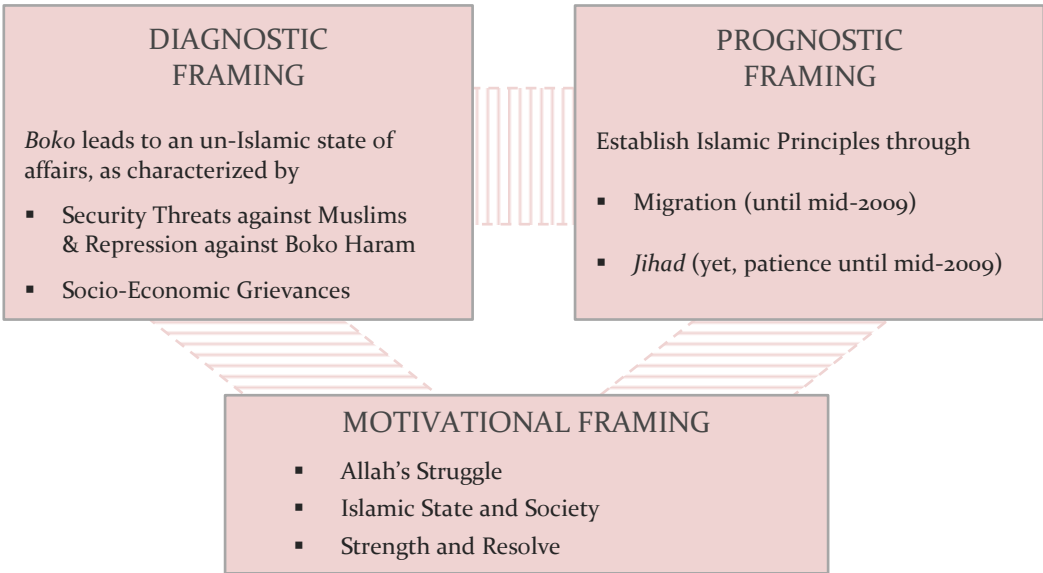 DIAGNOSTIC
FRAMING
Boko leads to an un-Islamic state of
affairs, as characterized by
▪ Security Threats against Muslims
& Repression against Boko Haram
▪ Socio-Economic Grievances
PROGNOSTIC
FRAMING
Establish Islamic Principles through
▪ Migration (until mid-2009)
▪ Jihad (yet, patience until mid-2009)
MOTIVATIONAL FRAMING
▪ Allah's Struggle
▪ Islamic State and Society
▪ Strength and Resolve